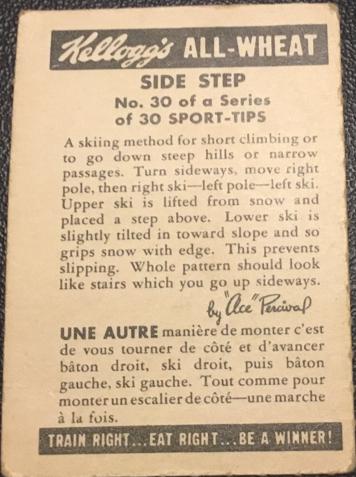 Kellogg's ALL-WHEAT
SIDE STEP
No. 30 of a Series
of 30 SPORT-TIPS
A skiing method for short climbing or
to go down steep hills or narrow
passages. Turn sideways, move right
pole, then right ski—left pole—left ski.
Upper ski is lifted from snow and
placed a step above. Lower ski is
slightly tilted in toward slope and so
grips snow with edge. This prevents
slipping. Whole pattern should look
like stairs which you go up sideways.
by "Ace" Percival
UNE AUTRE manière de monter c'est
de vous tourner de côté et d'avancer
bâton droit, ski droit, puis bâton
gauche, ski gauche. Tout comme pour
monter un escalier de côté—une marche
à la fois.
TRAIN RIGHT...EAT RIGHT...BE A WINNER!